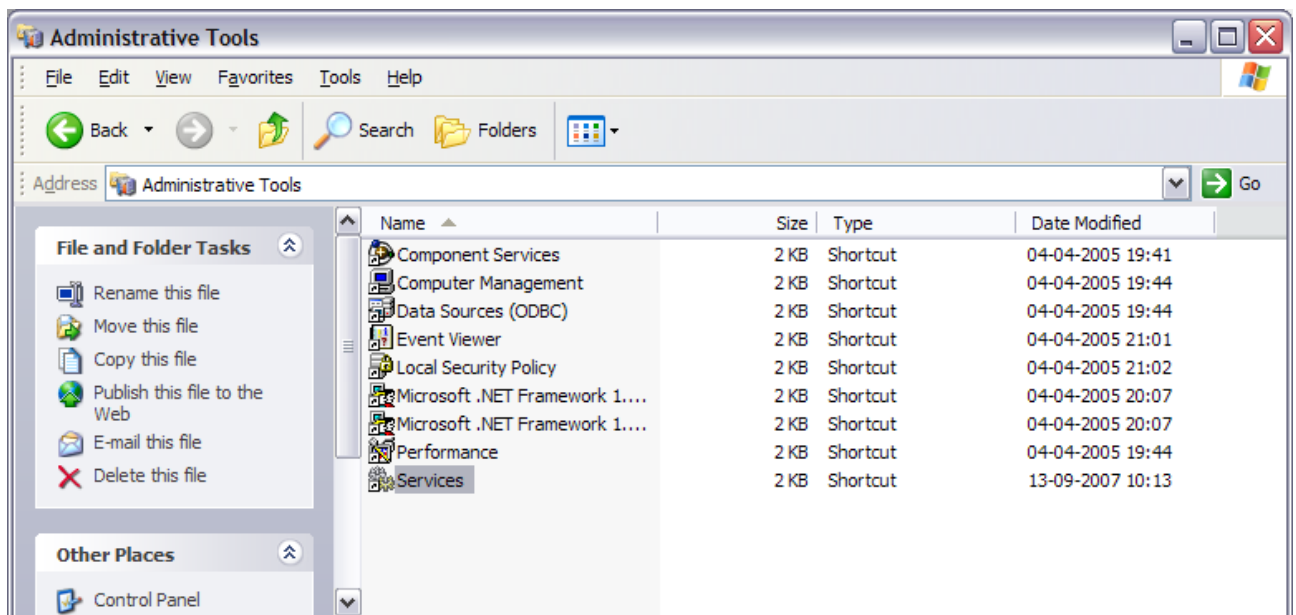 Administrative Tools
File Edit View Favorites Tools Help
Back Search Folders
Address Administrative Tools Go
File and Folder Tasks
Rename this file
Move this file
Copy this file
Publish this file to the
Web
E-mail this file
Delete this file
Other Places
Control Panel
Name Size Type Date Modified
Component Services 2 KB Shortcut 04-04-2005 19:41
Computer Management 2 KB Shortcut 04-04-2005 19:44
Data Sources (ODBC) 2 KB Shortcut 04-04-2005 19:44
Event Viewer 2 KB Shortcut 04-04-2005 21:01
Local Security Policy 2 KB Shortcut 04-04-2005 21:02
Microsoft .NET Framework 1.... 2 KB Shortcut 04-04-2005 20:07
Microsoft .NET Framework 1.... 2 KB Shortcut 04-04-2005 20:07
Performance 2 KB Shortcut 04-04-2005 19:44
Services 2 KB Shortcut 13-09-2007 10:13